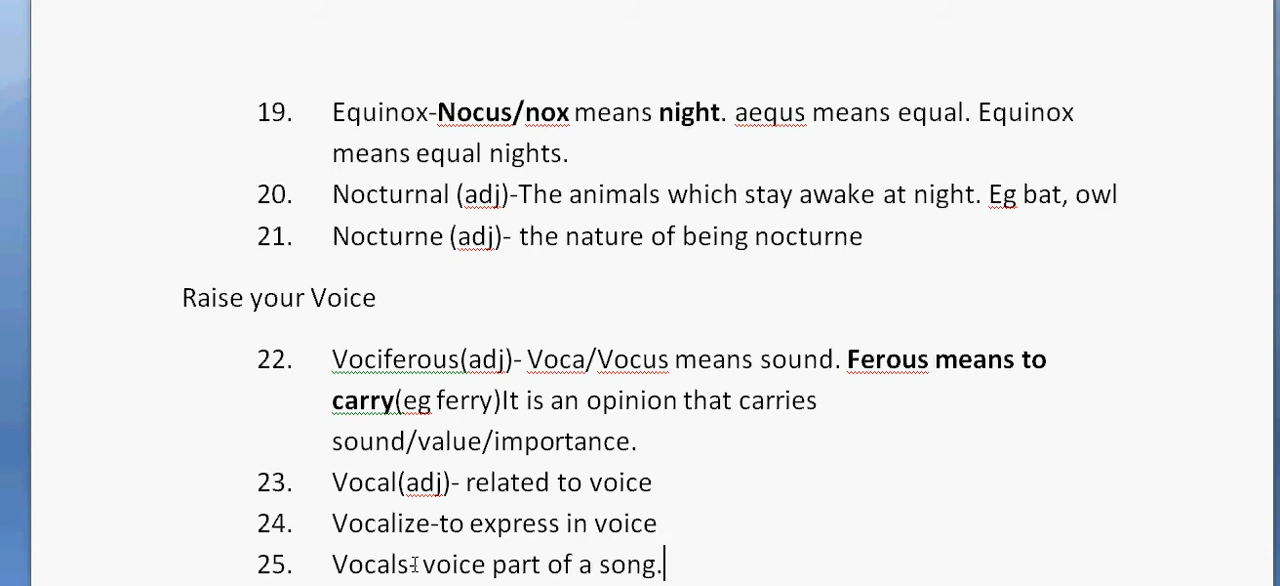 19. Equinox-Nocus/nox means night. aequs means equal. Equinox
means equal nights.
20. Nocturnal (adj)-The animals which stay awake at night. Eg bat, owl
21. Nocturne (adj)- the nature of being nocturne
Raise your Voice
22. Vociferous(adj)- Voca/Vocus means sound. Ferous means to
carry(eg ferry)It is an opinion that carries
sound/value/importance.
23. Vocal(adj)- related to voice
24. Vocalize-to express in voice
25. Vocals-voice part of a song.